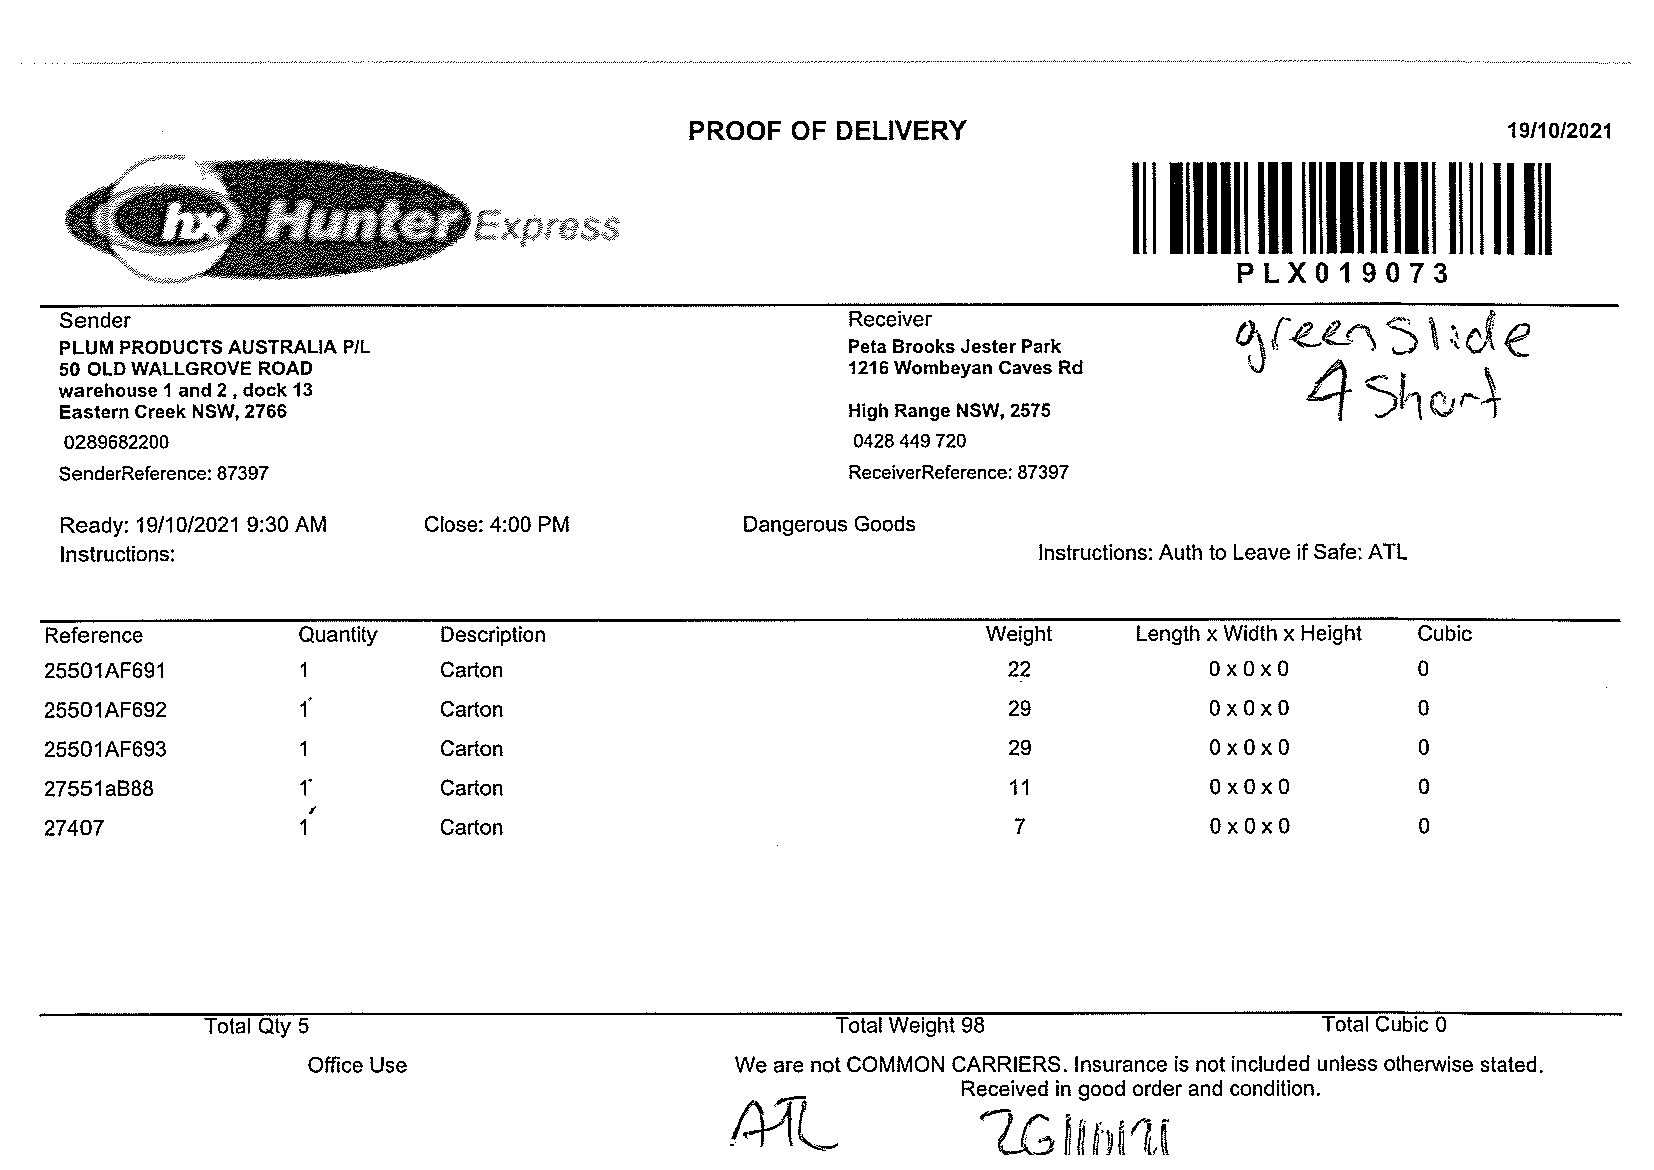 PROOF OF DELIVERY
19/10/2021
hx Hunter Express
PLX019073
Sender
PLUM PRODUCTS AUSTRALIA P/L
50 OLD WALLGROVE ROAD
warehouse 1 and 2 , dock 13
Eastern Creek NSW, 2766
0289682200
SenderReference: 87397
Receiver
Peta Brooks Jester Park
1216 Wombeyan Caves Rd
High Range NSW, 2575
0428 449 720
ReceiverReference: 87397
green slide
4 Short
Ready: 19/10/2021 9:30 AM Close: 4:00 PM Dangerous Goods
Instructions:
Instructions: Auth to Leave if Safe: ATL
Reference Quantity Description Weight Length x Width x Height Cubic
25501AF691 1 Carton 22 0 x 0 x 0 0
25501AF692 1 Carton 29 0 x 0 x 0 0
25501AF693 1 Carton 29 0 x 0 x 0 0
27551aB88 1 Carton 11 0 x 0 x 0 0
27407 1 Carton 7 0 x 0 x 0 0
Total Qty 5 Total Weight 98 Total Cubic 0
Office Use
We are not COMMON CARRIERS. Insurance is not included unless otherwise stated.
Received in good order and condition.
ATL